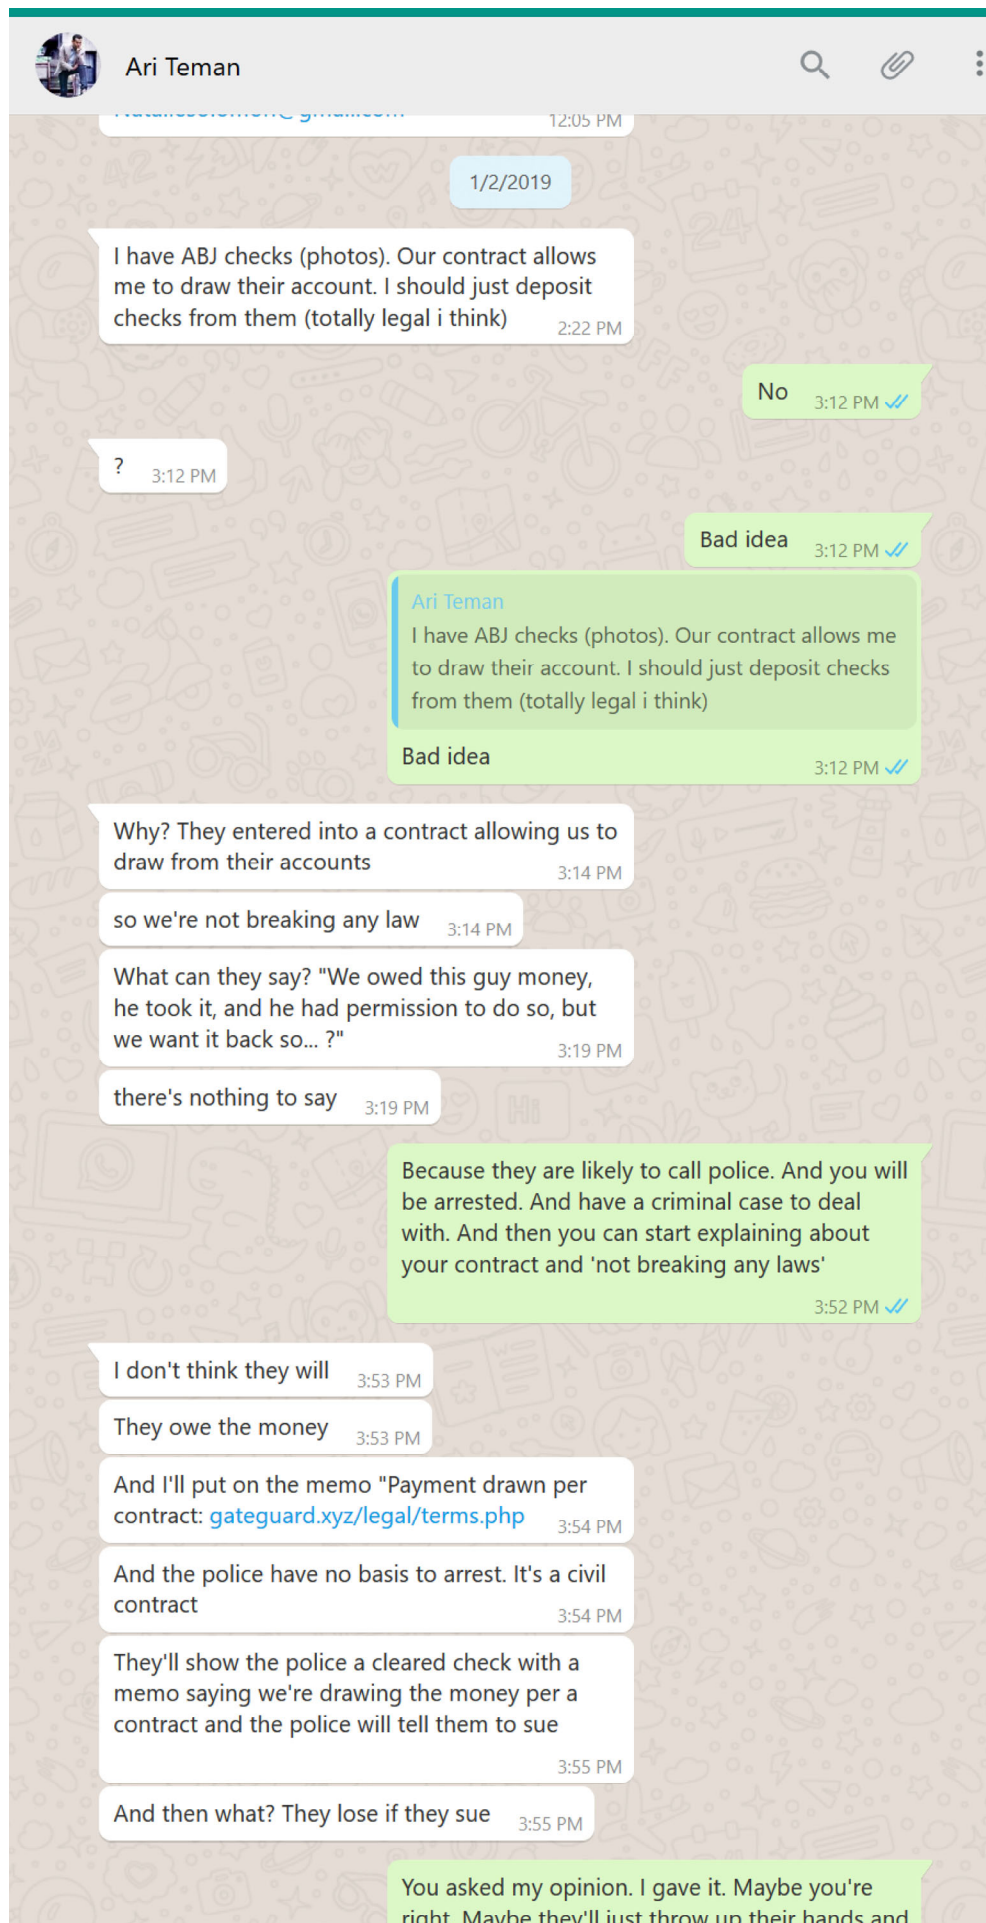 Ari Teman
12:05 PM
1/2/2019
I have ABJ checks (photos). Our contract allows
me to draw their account. I should just deposit
checks from them (totally legal i think)
2:22 PM
No
3:12 PM
?
3:12 PM
Bad idea
3:12 PM
Ari Teman
I have ABJ checks (photos). Our contract allows me
to draw their account. I should just deposit checks
from them (totally legal i think)
Bad idea
3:12 PM
Why? They entered into a contract allowing us to
draw from their accounts
3:14 PM
so we're not breaking any law
3:14 PM
What can they say? "We owed this guy money,
he took it, and he had permission to do so, but
we want it back so... ?"
3:19 PM
there's nothing to say
3:19 PM
Because they are likely to call police. And you will
be arrested. And have a criminal case to deal
with. And then you can start explaining about
your contract and 'not breaking any laws'
3:52 PM
I don't think they will
3:53 PM
They owe the money
3:53 PM
And I'll put on the memo "Payment drawn per
contract: gateguard.xyz/legal/terms.php
3:54 PM
And the police have no basis to arrest. It's a civil
contract
3:54 PM
They'll show the police a cleared check with a
memo saying we're drawing the money per a
contract and the police will tell them to sue
3:55 PM
And then what? They lose if they sue
3:55 PM
You asked my opinion. I gave it. Maybe you're
right. Maybe they'll just throw up their hands and